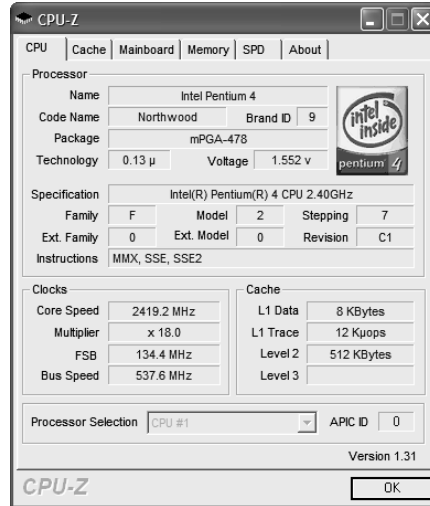 CPU-Z
CPU Cache Mainboard Memory SPD About
Processor
Name Intel Pentium 4
Code Name Northwood Brand ID 9
Package mPGA-478
Technology 0.13 µ Voltage 1.552 v
intel inside pentium 4
Specification Intel(R) Pentium(R) 4 CPU 2.40GHz
Family F Model 2 Stepping 7
Ext. Family 0 Ext. Model 0 Revision C1
Instructions MMX, SSE, SSE2
Clocks Cache
Core Speed 2419.2 MHz L1 Data 8 KBytes
Multiplier x 18.0 L1 Trace 12 Kµops
FSB 134.4 MHz Level 2 512 KBytes
Bus Speed 537.6 MHz Level 3
Processor Selection CPU #1 APIC ID 0
Version 1.31
CPU-Z OK